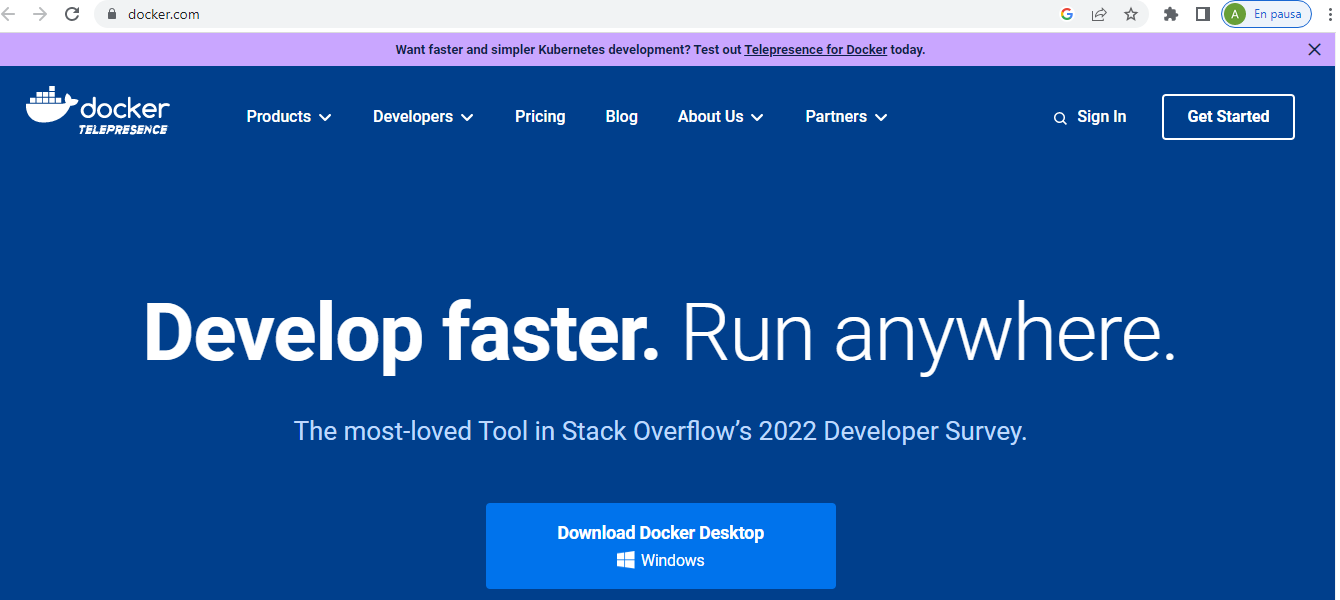 docker.com
A En pausa
Want faster and simpler Kubernetes development? Test out Telepresence for Docker today.
docker
TELEPRESENCE
Products Developers Pricing Blog About Us Partners Sign In Get Started
Develop faster. Run anywhere.
The most-loved Tool in Stack Overflow’s 2022 Developer Survey.
Download Docker Desktop
Windows